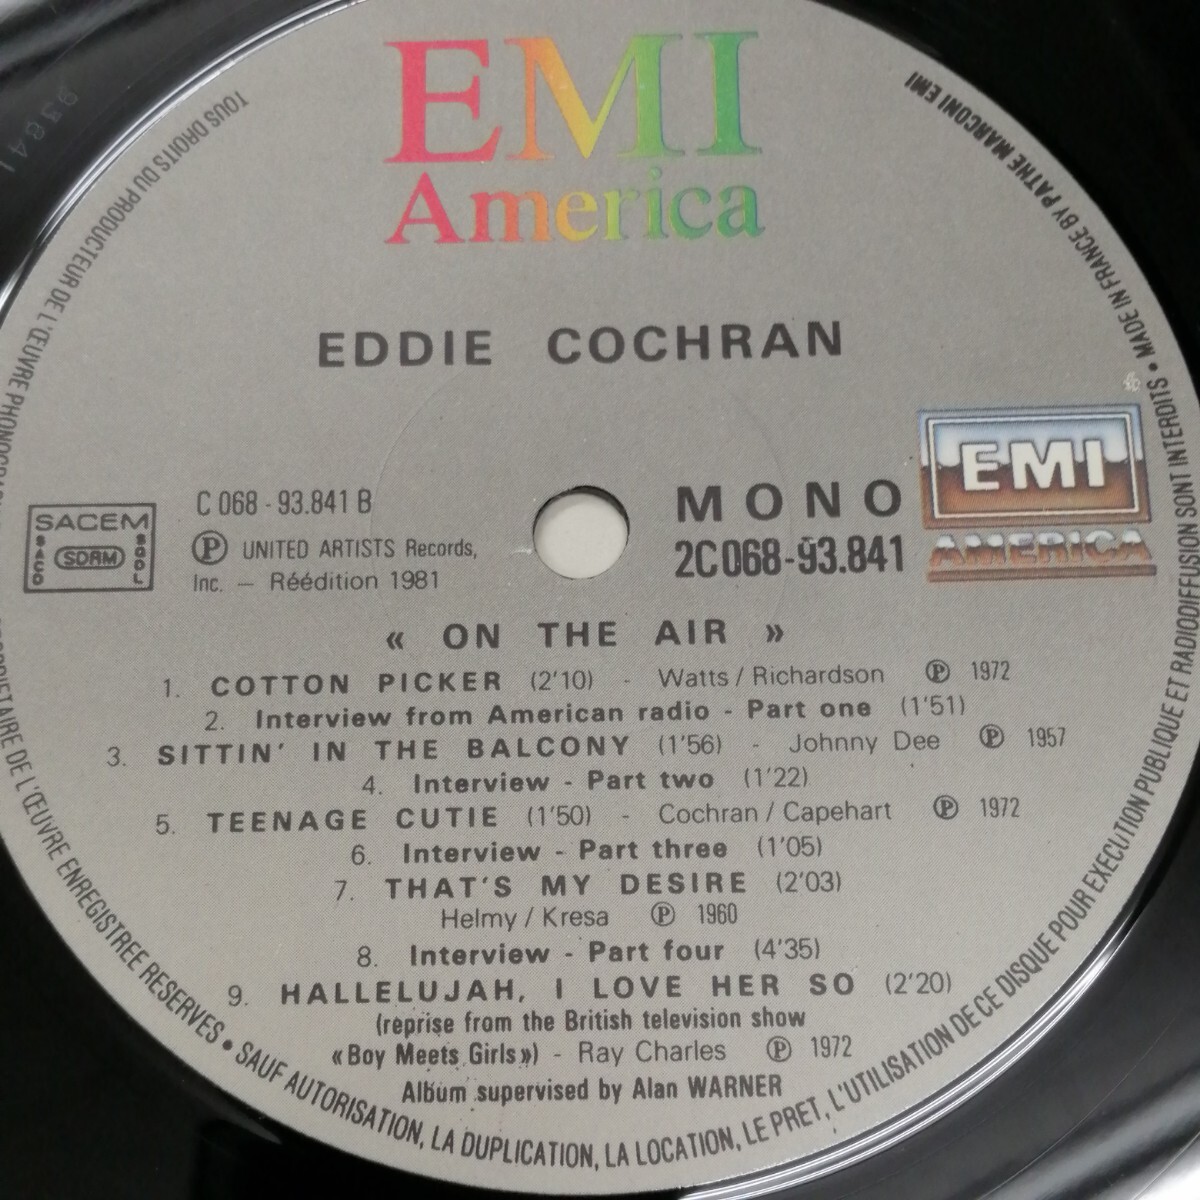 EMI
America
EDDIE COCHRAN
C 068 - 93.841 B
Ⓟ UNITED ARTISTS Records,
Inc. — Réédition 1981
SACEM
SACD
SDRM
SGDL
MONO
2C068-93.841
EMI
AMERICA
« ON THE AIR »
1. COTTON PICKER (2'10) - Watts / Richardson Ⓟ 1972
2. Interview from American radio - Part one (1'51)
3. SITTIN' IN THE BALCONY (1'56) - Johnny Dee Ⓟ 1957
4. Interview - Part two (1'22)
5. TEENAGE CUTIE (1'50) - Cochran / Capehart Ⓟ 1972
6. Interview - Part three (1'05)
7. THAT'S MY DESIRE (2'03)
Helmy / Kresa Ⓟ 1960
8. Interview - Part four (4'35)
9. HALLELUJAH, I LOVE HER SO (2'20)
(reprise from the British television show
«Boy Meets Girls») - Ray Charles Ⓟ 1972
Album supervised by Alan WARNER
TOUS DROITS DU PRODUCTEUR DE L'ŒUVRE DE L'ŒUVRE ENREGISTREE RESERVES • SAUF AUTORISATION, LA DUPLICATION, LA LOCATION, LE PRET, L'UTILISATION DE CE DISQUE POUR EXECUTION PUBLIQUE ET RADIODIFFUSION SONT INTERDITS • MADE IN FRANCE BY PATHE MARCONI EMI
93841